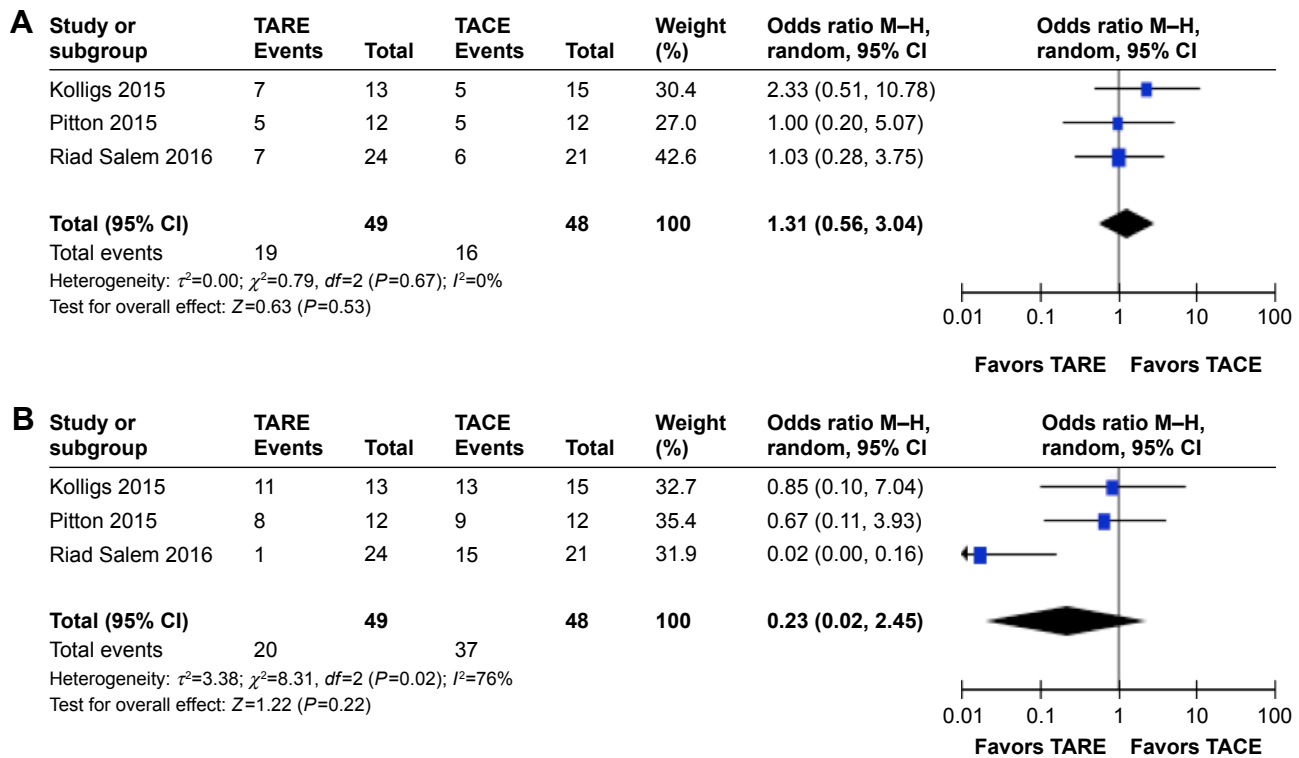 A Study or subgroup TARE Events Total TACE Events Total Weight (%) Odds ratio M–H, random, 95% CI Odds ratio M–H, random, 95% CI
Kolligs 2015 7 13 5 15 30.4 2.33 (0.51, 10.78)
Pitton 2015 5 12 5 12 27.0 1.00 (0.20, 5.07)
Riad Salem 2016 7 24 6 21 42.6 1.03 (0.28, 3.75)
Total (95% CI) 49 48 100 1.31 (0.56, 3.04)
Total events 19 16
Heterogeneity: τ²=0.00; χ²=0.79, df=2 (P=0.67); I²=0%
Test for overall effect: Z=0.63 (P=0.53)
0.01 0.1 1 10 100
Favors TARE Favors TACE
B Study or subgroup TARE Events Total TACE Events Total Weight (%) Odds ratio M–H, random, 95% CI Odds ratio M–H, random, 95% CI
Kolligs 2015 11 13 13 15 32.7 0.85 (0.10, 7.04)
Pitton 2015 8 12 9 12 35.4 0.67 (0.11, 3.93)
Riad Salem 2016 1 24 15 21 31.9 0.02 (0.00, 0.16)
Total (95% CI) 49 48 100 0.23 (0.02, 2.45)
Total events 20 37
Heterogeneity: τ²=3.38; χ²=8.31, df=2 (P=0.02); I²=76%
Test for overall effect: Z=1.22 (P=0.22)
0.01 0.1 1 10 100
Favors TARE Favors TACE